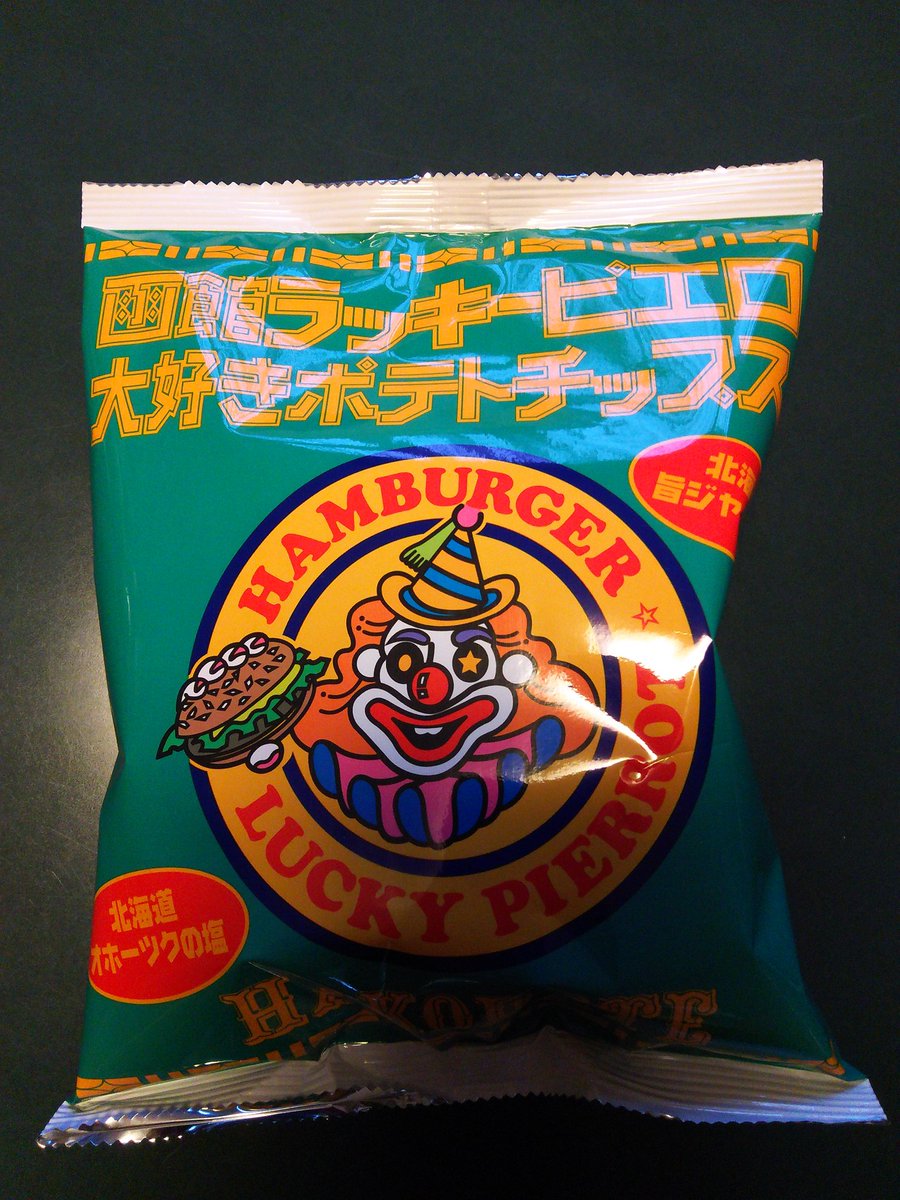 函館ラッキーピエロ
大好きポテトチップス
北海
旨ジャ
HAMBURGER
LUCKY PIERROT
北海道
オホーツクの塩